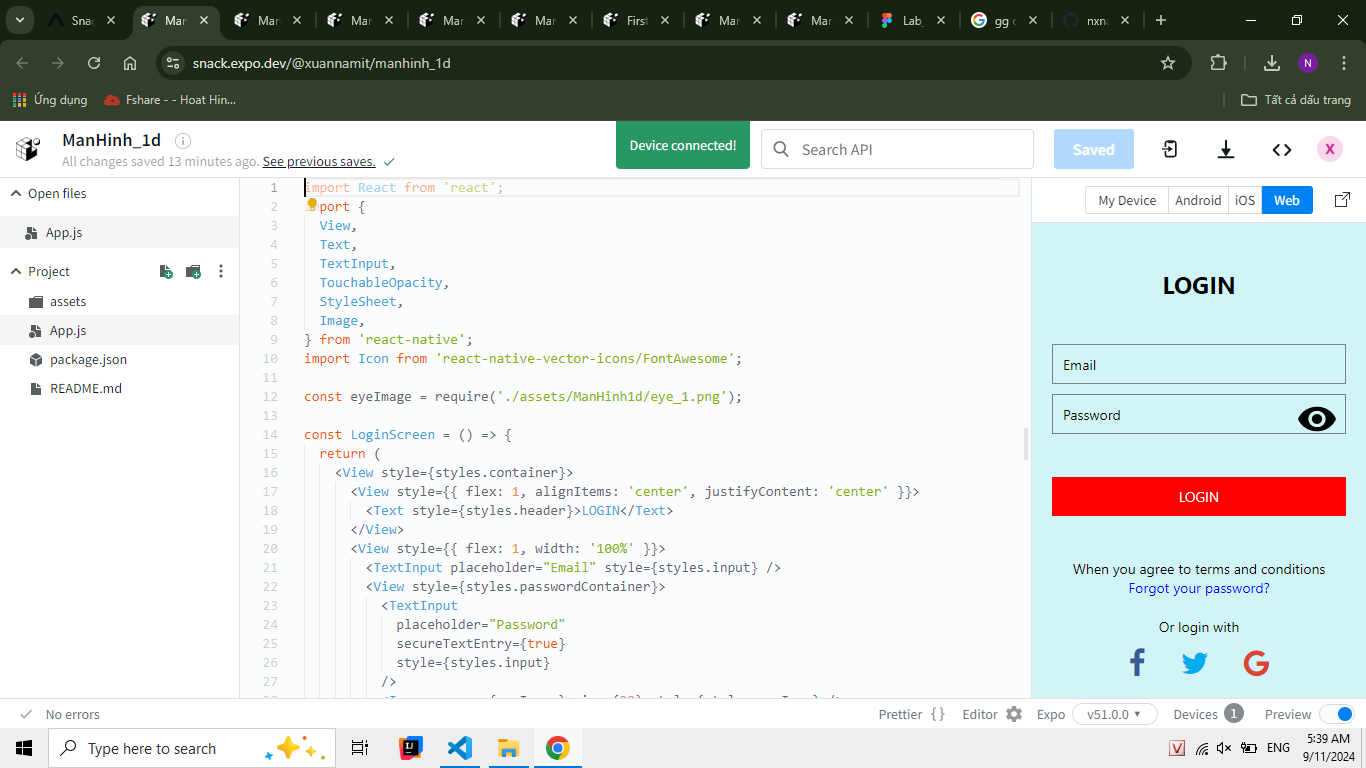 Snac
Man
Man
Man
Man
Man
First
Man
Man
Lab_
gg c
nxna
snack.expo.dev/@xuannamit/manhinh_1d
N
Ứng dụng
Fshare - - Hoat Hin...
Tất cả dấu trang
ManHinh_1d
All changes saved 13 minutes ago. See previous saves.
Device connected!
Search API
Saved
X
Open files
App.js
Project
assets
App.js
package.json
README.md
1 import React from 'react';
2 import {
3 View,
4 Text,
5 TextInput,
6 TouchableOpacity,
7 StyleSheet,
8 Image,
9 } from 'react-native';
10 import Icon from 'react-native-vector-icons/FontAwesome';
11
12 const eyeImage = require('./assets/ManHinh1d/eye_1.png');
13
14 const LoginScreen = () => {
15 return (
16 <View style={styles.container}>
17 <View style={{ flex: 1, alignItems: 'center', justifyContent: 'center' }}>
18 <Text style={styles.header}>LOGIN</Text>
19 </View>
20 <View style={{ flex: 1, width: '100%' }}>
21 <TextInput placeholder="Email" style={styles.input} />
22 <View style={styles.passwordContainer}>
23 <TextInput
24 placeholder="Password"
25 secureTextEntry={true}
26 style={styles.input}
27 />
My Device
Android
iOS
Web
LOGIN
Email
Password
LOGIN
When you agree to terms and conditions
Forgot your password?
Or login with
No errors
Prettier
Editor
Expo
v51.0.0
Devices
1
Preview
Type here to search
ENG
5:39 AM
9/11/2024